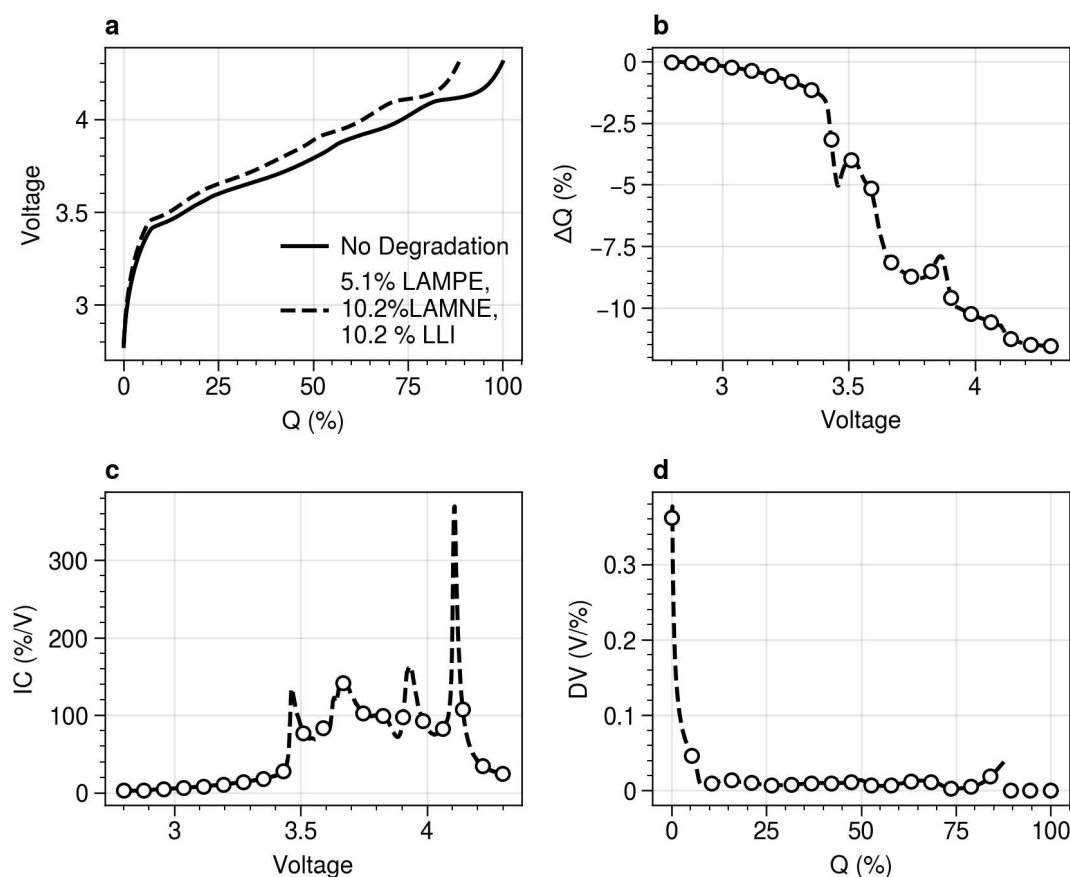 a
4
3.5
3
Voltage
0
25
50
75
100
Q (%)
No Degradation
5.1% LAMPE,
10.2%LAMNE,
10.2 % LLI
b
0
−2.5
−5
−7.5
−10
ΔQ (%)
3
3.5
4
Voltage
c
300
200
100
0
IC (%/V)
3
3.5
4
Voltage
d
0.3
0.2
0.1
0
DV (V/%)
0
25
50
75
100
Q (%)